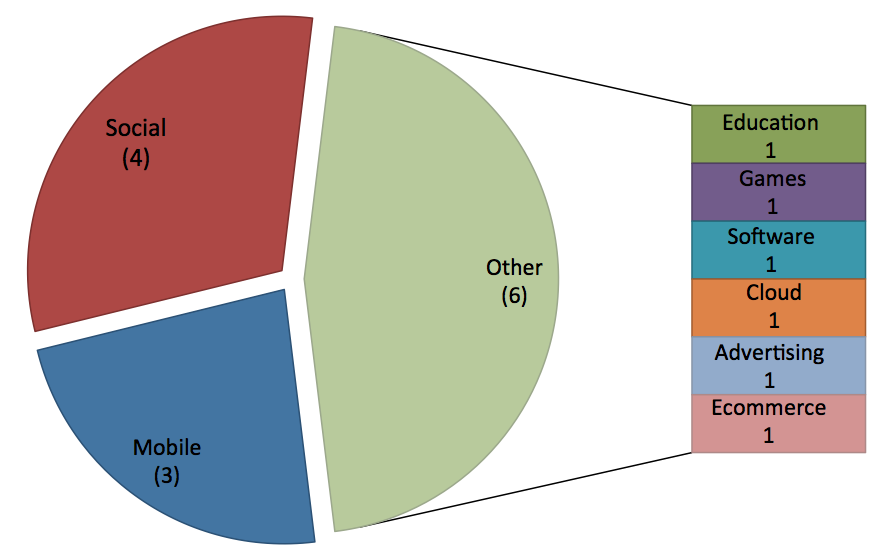 Social
(4)
Other
(6)
Mobile
(3)
Education
1
Games
1
Software
1
Cloud
1
Advertising
1
Ecommerce
1